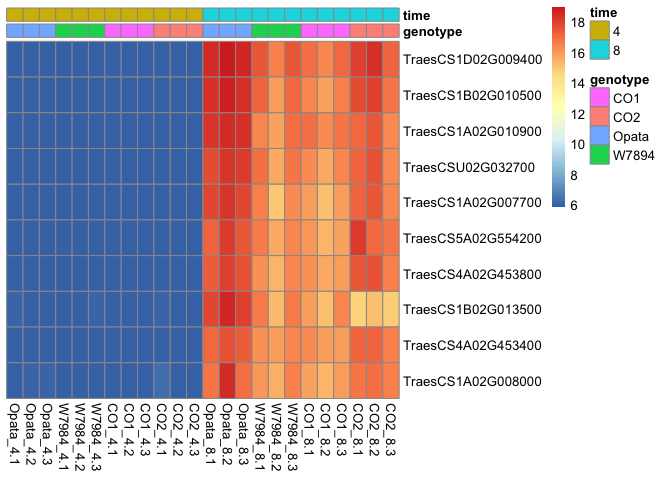 time
genotype
TraesCS1D02G009400
TraesCS1B02G010500
TraesCS1A02G010900
TraesCSU02G032700
TraesCS1A02G007700
TraesCS5A02G554200
TraesCS4A02G453800
TraesCS1B02G013500
TraesCS4A02G453400
TraesCS1A02G008000
Opata_4.1
Opata_4.2
Opata_4.3
W7984_4.1
W7984_4.2
W7984_4.3
CO1_4.1
CO1_4.2
CO1_4.3
CO2_4.1
CO2_4.2
CO2_4.3
Opata_8.1
Opata_8.2
Opata_8.3
W7984_8.1
W7984_8.2
W7984_8.3
CO1_8.1
CO1_8.2
CO1_8.3
CO2_8.1
CO2_8.2
CO2_8.3
18
16
14
12
10
8
6
time
4
8
genotype
CO1
CO2
Opata
W7894